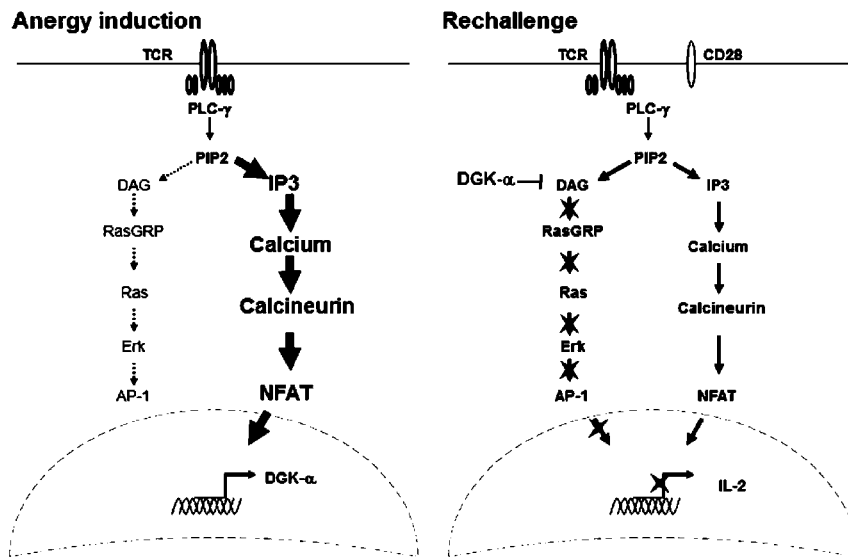 Anergy induction
TCR
PLC-γ
PIP2
DAG
IP3
RasGRP
Calcium
Ras
Calcineurin
Erk
AP-1
NFAT
DGK-α
Rechallenge
TCR
CD28
PLC-γ
PIP2
DGK-α
DAG
IP3
RasGRP
Calcium
Ras
Calcineurin
Erk
AP-1
NFAT
IL-2